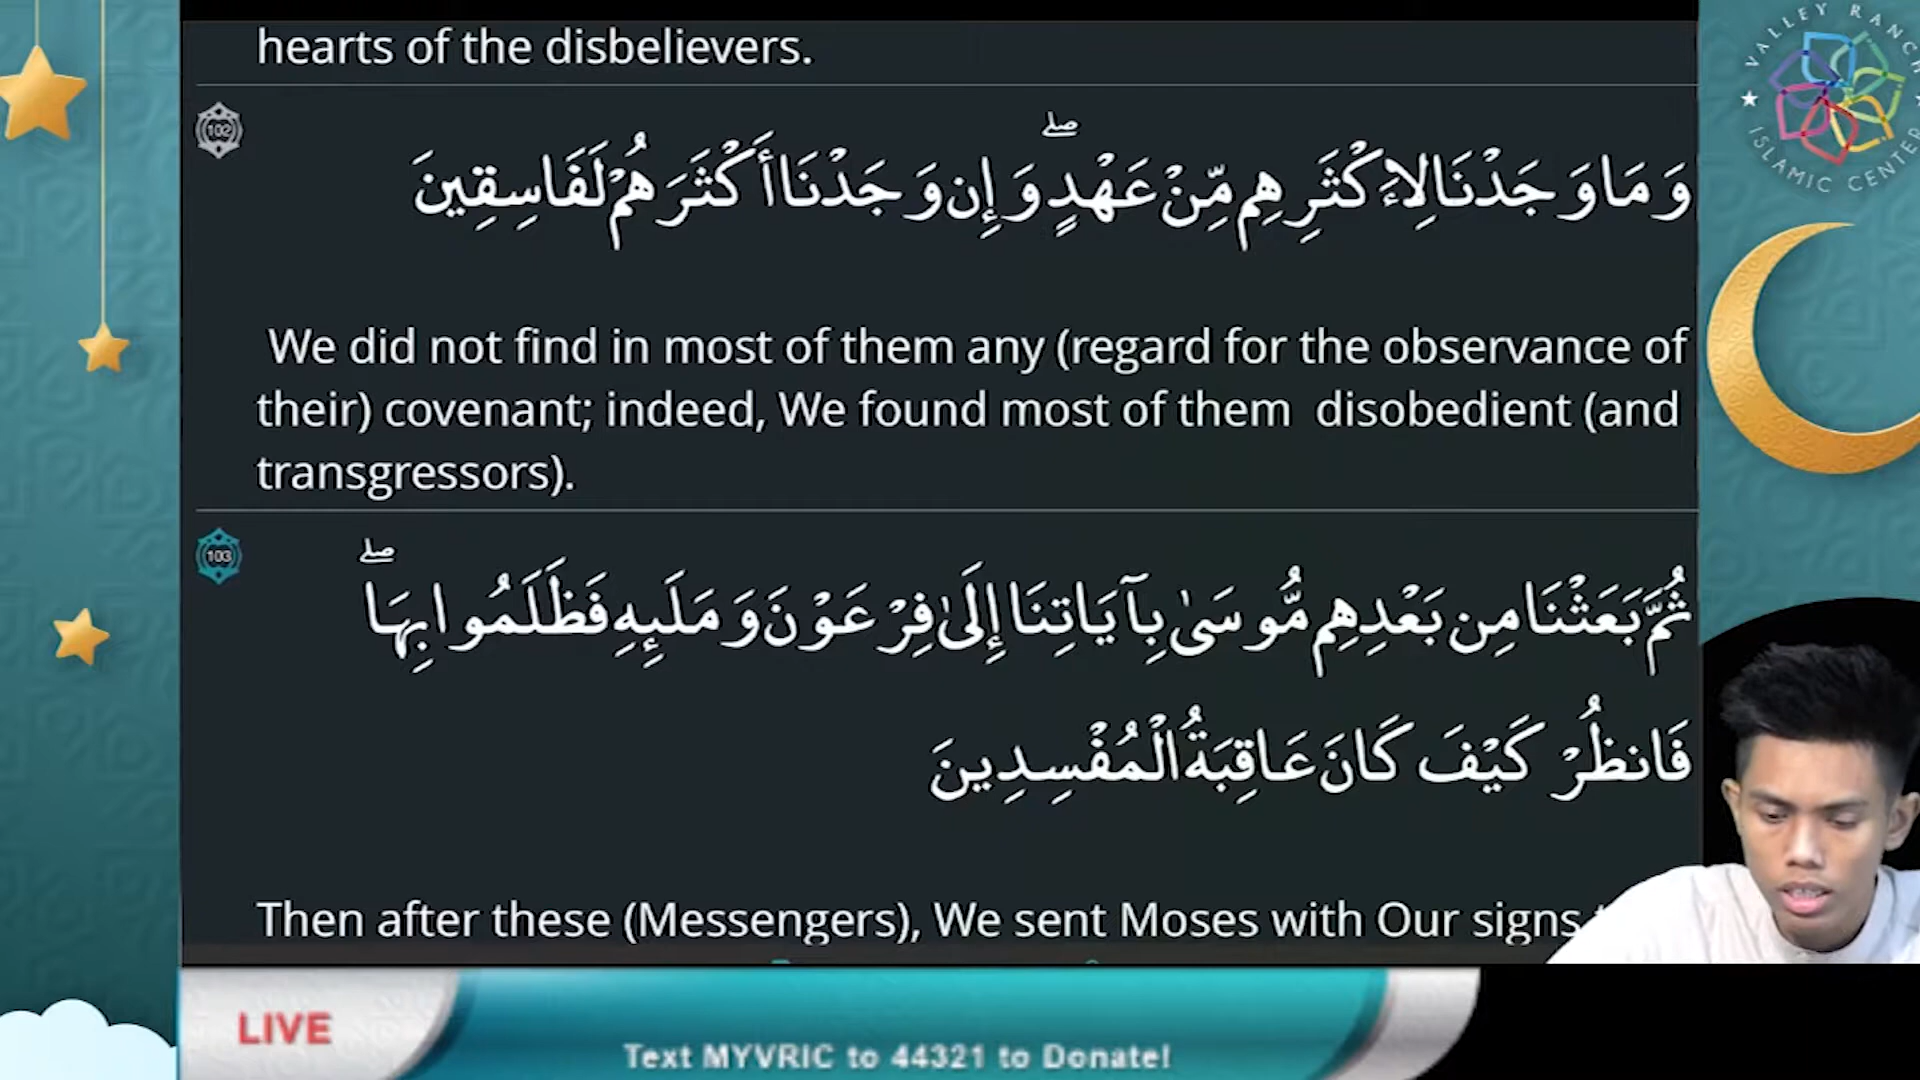 hearts of the disbelievers.
VALLEY RANCH
ISLAMIC CENTER
102
وَمَا وَجَدْنَا لِأَكْثَرِهِم مِّنْ عَهْدٍ ۖ وَإِن وَجَدْنَا أَكْثَرَهُمْ لَفَاسِقِينَ
We did not find in most of them any (regard for the observance of
their) covenant; indeed, We found most of them disobedient (and
transgressors).
103
ثُمَّ بَعَثْنَا مِن بَعْدِهِم مُّوسَىٰ بِآيَاتِنَا إِلَىٰ فِرْعَوْنَ وَمَلَئِهِ فَظَلَمُوا بِهَا ۖ
فَانظُرْ كَيْفَ كَانَ عَاقِبَةُ الْمُفْسِدِينَ
Then after these (Messengers), We sent Moses with Our signs
LIVE
Text MYVRIC to 44321 to Donate!